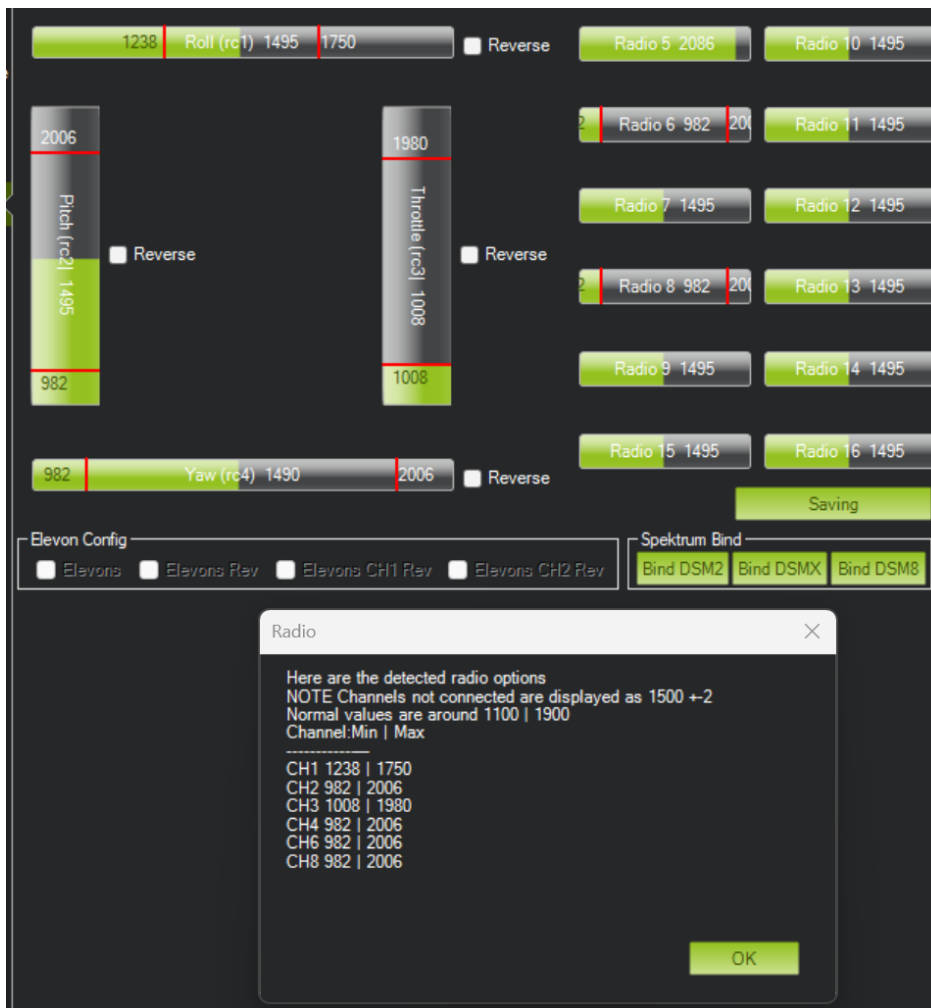 1238 Roll (rc1) 1495 1750
Reverse
Radio 5 2086
Radio 10 1495
2006
Pitch (rc2| 1495
982
Reverse
1980
Throttle (rc3| 1008
1008
Reverse
Radio 6 982
Radio 11 1495
Radio 7 1495
Radio 12 1495
Radio 8 982
Radio 13 1495
Radio 9 1495
Radio 14 1495
982 Yaw (rc4) 1490 2006
Reverse
Radio 15 1495
Radio 16 1495
Saving
Elevon Config
Elevons
Elevons Rev
Elevons CH1 Rev
Elevons CH2 Rev
Spektrum Bind
Bind DSM2
Bind DSMX
Bind DSM8
Radio
Here are the detected radio options
NOTE Channels not connected are displayed as 1500 +-2
Normal values are around 1100 | 1900
Channel:Min | Max
---------------
CH1 1238 | 1750
CH2 982 | 2006
CH3 1008 | 1980
CH4 982 | 2006
CH6 982 | 2006
CH8 982 | 2006
OK